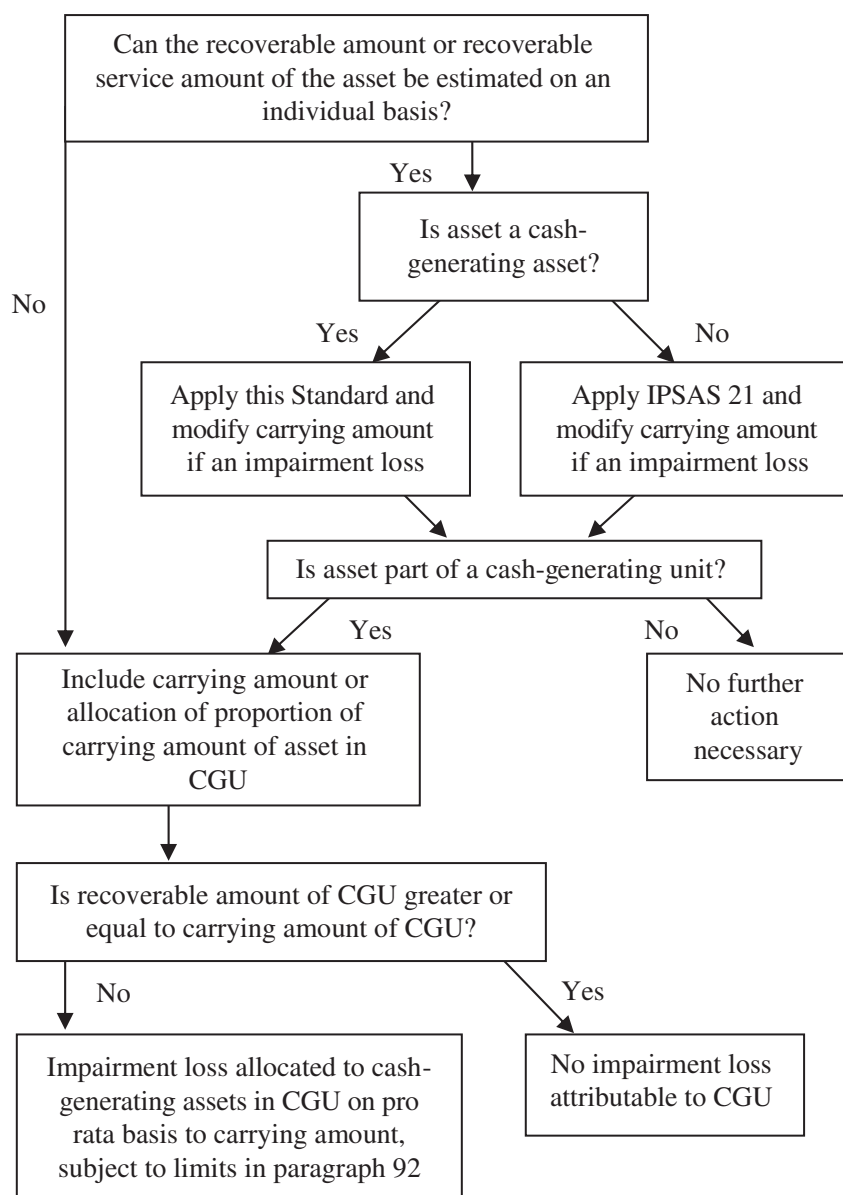 Can the recoverable amount or recoverable
service amount of the asset be estimated on an
individual basis?
Yes
Is asset a cash-
generating asset?
No
Yes
No
Apply this Standard and
modify carrying amount
if an impairment loss
Apply IPSAS 21 and
modify carrying amount
if an impairment loss
Is asset part of a cash-generating unit?
Yes
No
Include carrying amount or
allocation of proportion of
carrying amount of asset in
CGU
No further
action
necessary
Is recoverable amount of CGU greater or
equal to carrying amount of CGU?
No
Yes
Impairment loss allocated to cash-
generating assets in CGU on pro
rata basis to carrying amount,
subject to limits in paragraph 92
No impairment loss
attributable to CGU